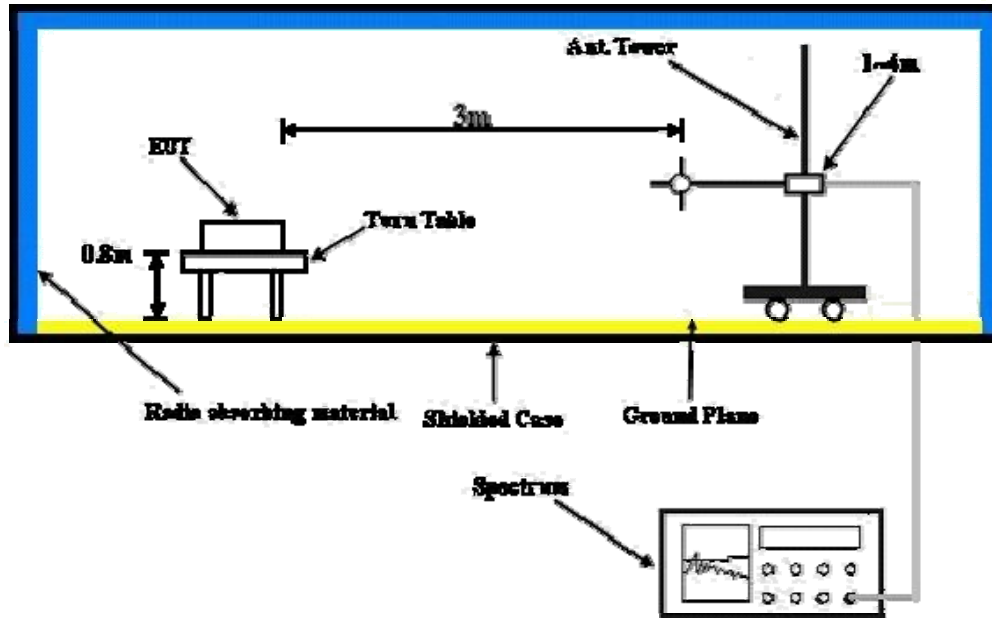 Ant. Tower
1-4m
3m
EUT
Turn Table
0.8m
Radio absorbing material
Shielded Case
Ground Plane
Spectrum